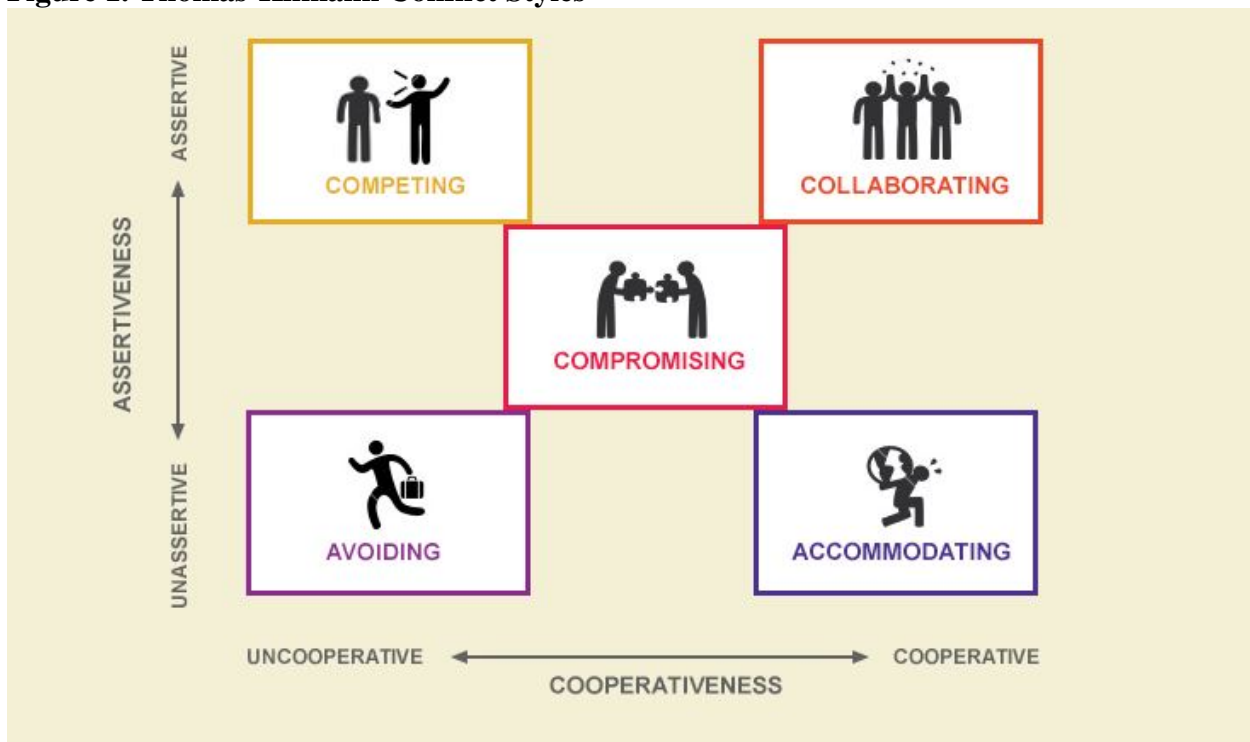 ASSERTIVE
COMPETING
COLLABORATING
ASSERTIVENESS
COMPROMISING
UNASSERTIVE
AVOIDING
ACCOMMODATING
UNCOOPERATIVE
COOPERATIVE
COOPERATIVENESS